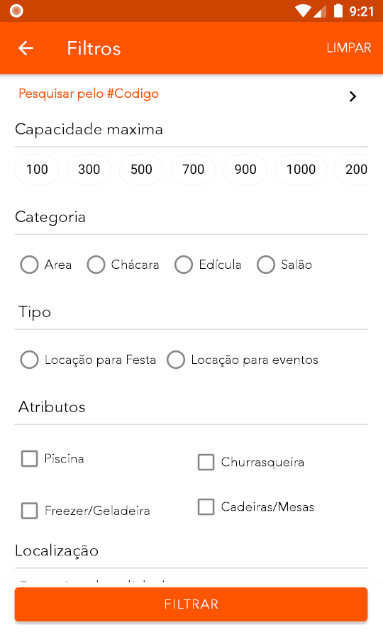 9:21
Filtros
LIMPAR
Pesquisar pelo #Codigo
Capacidade maxima
100 300 500 700 900 1000 200
Categoria
Area Chácara Edícula Salão
Tipo
Locação para Festa Locação para eventos
Atributos
Piscina Churrasqueira
Freezer/Geladeira Cadeiras/Mesas
Localização
FILTRAR